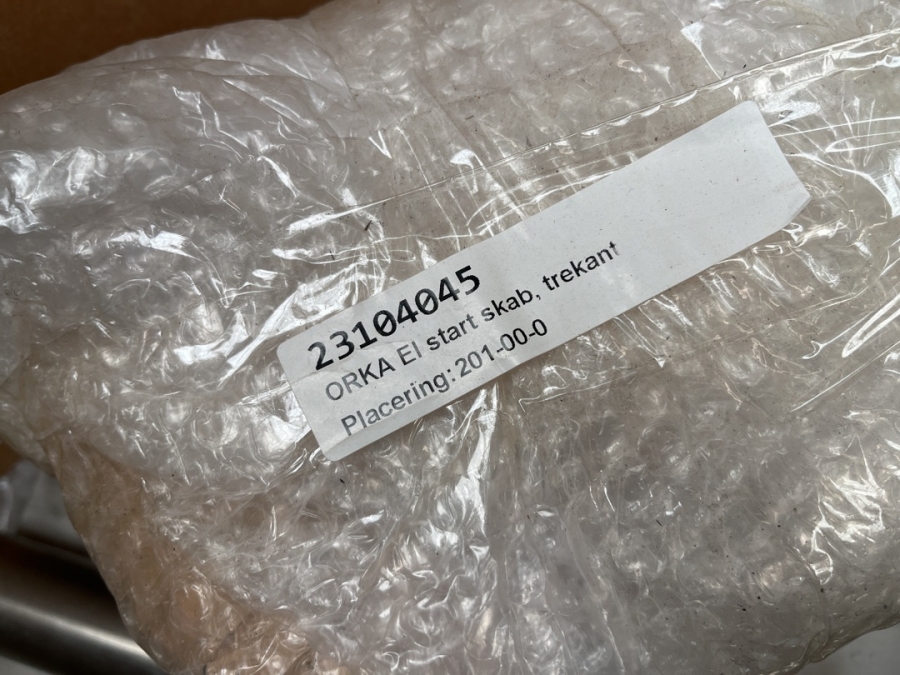 23104045
ORKA El start skab, trekant
Placering: 201-00-0